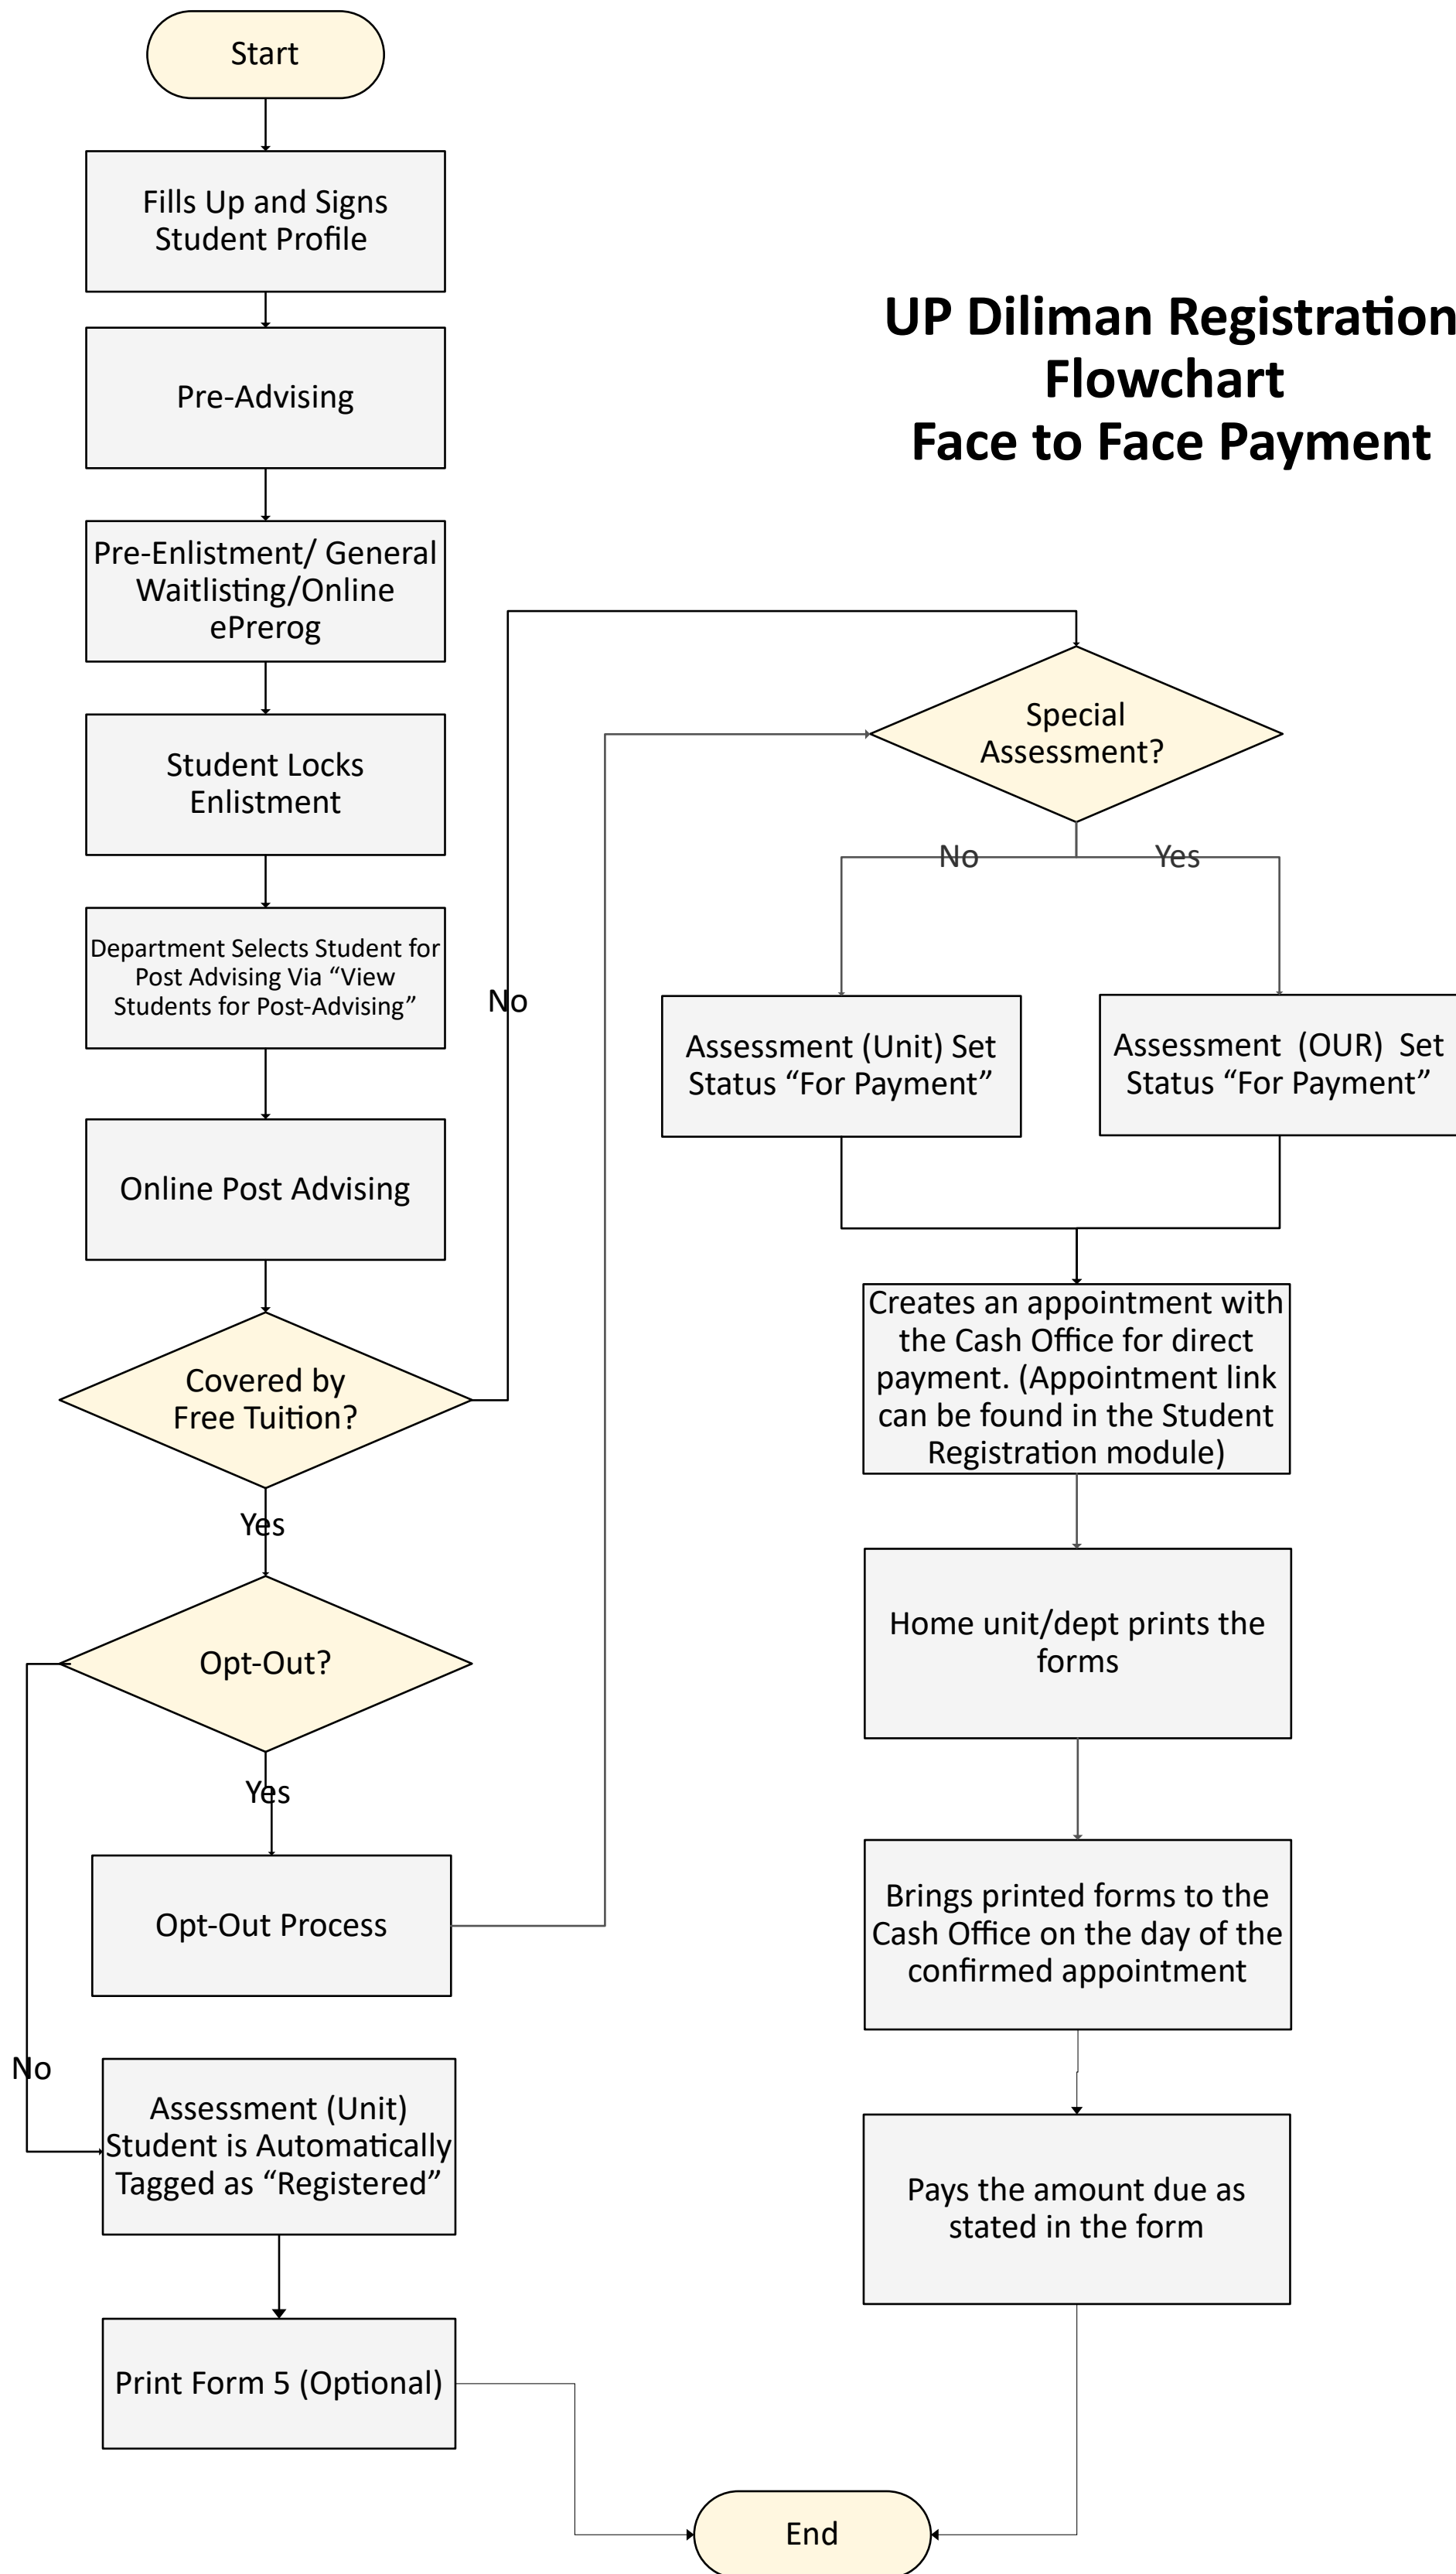 Start
Fills Up and Signs
Student Profile
Pre-Advising
Pre-Enlistment/ General
Waitlisting/Online
ePrerog
Student Locks
Enlistment
Department Selects Student for
Post Advising Via “View
Students for Post-Advising”
Online Post Advising
Covered by
Free Tuition?
No
Yes
Opt-Out?
Yes
Opt-Out Process
No
Assessment (Unit)
Student is Automatically
Tagged as “Registered”
Print Form 5 (Optional)
UP Diliman Registration
Flowchart
Face to Face Payment
Special
Assessment?
No
Yes
Assessment (Unit) Set
Status “For Payment”
Assessment (OUR) Set
Status “For Payment”
Creates an appointment with
the Cash Office for direct
payment. (Appointment link
can be found in the Student
Registration module)
Home unit/dept prints the
forms
Brings printed forms to the
Cash Office on the day of the
confirmed appointment
Pays the amount due as
stated in the form
End